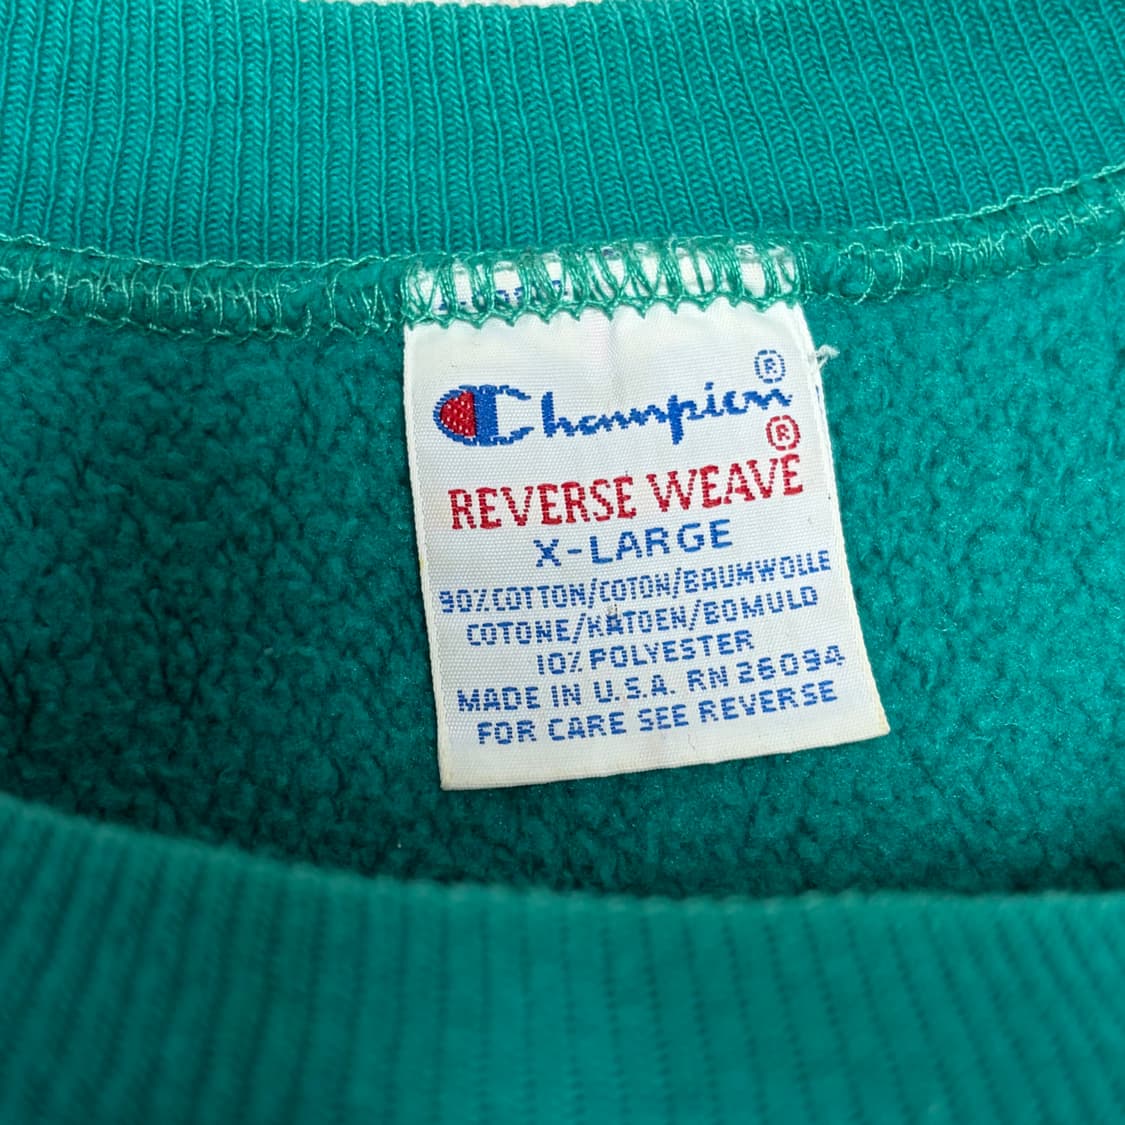 Champion®
REVERSE WEAVE®
X-LARGE
90% COTTON/COTON/BAUMWOLLE
COTONE/KATOEN/BOMULD
10% POLYESTER
MADE IN U.S.A. RN 26094
FOR CARE SEE REVERSE